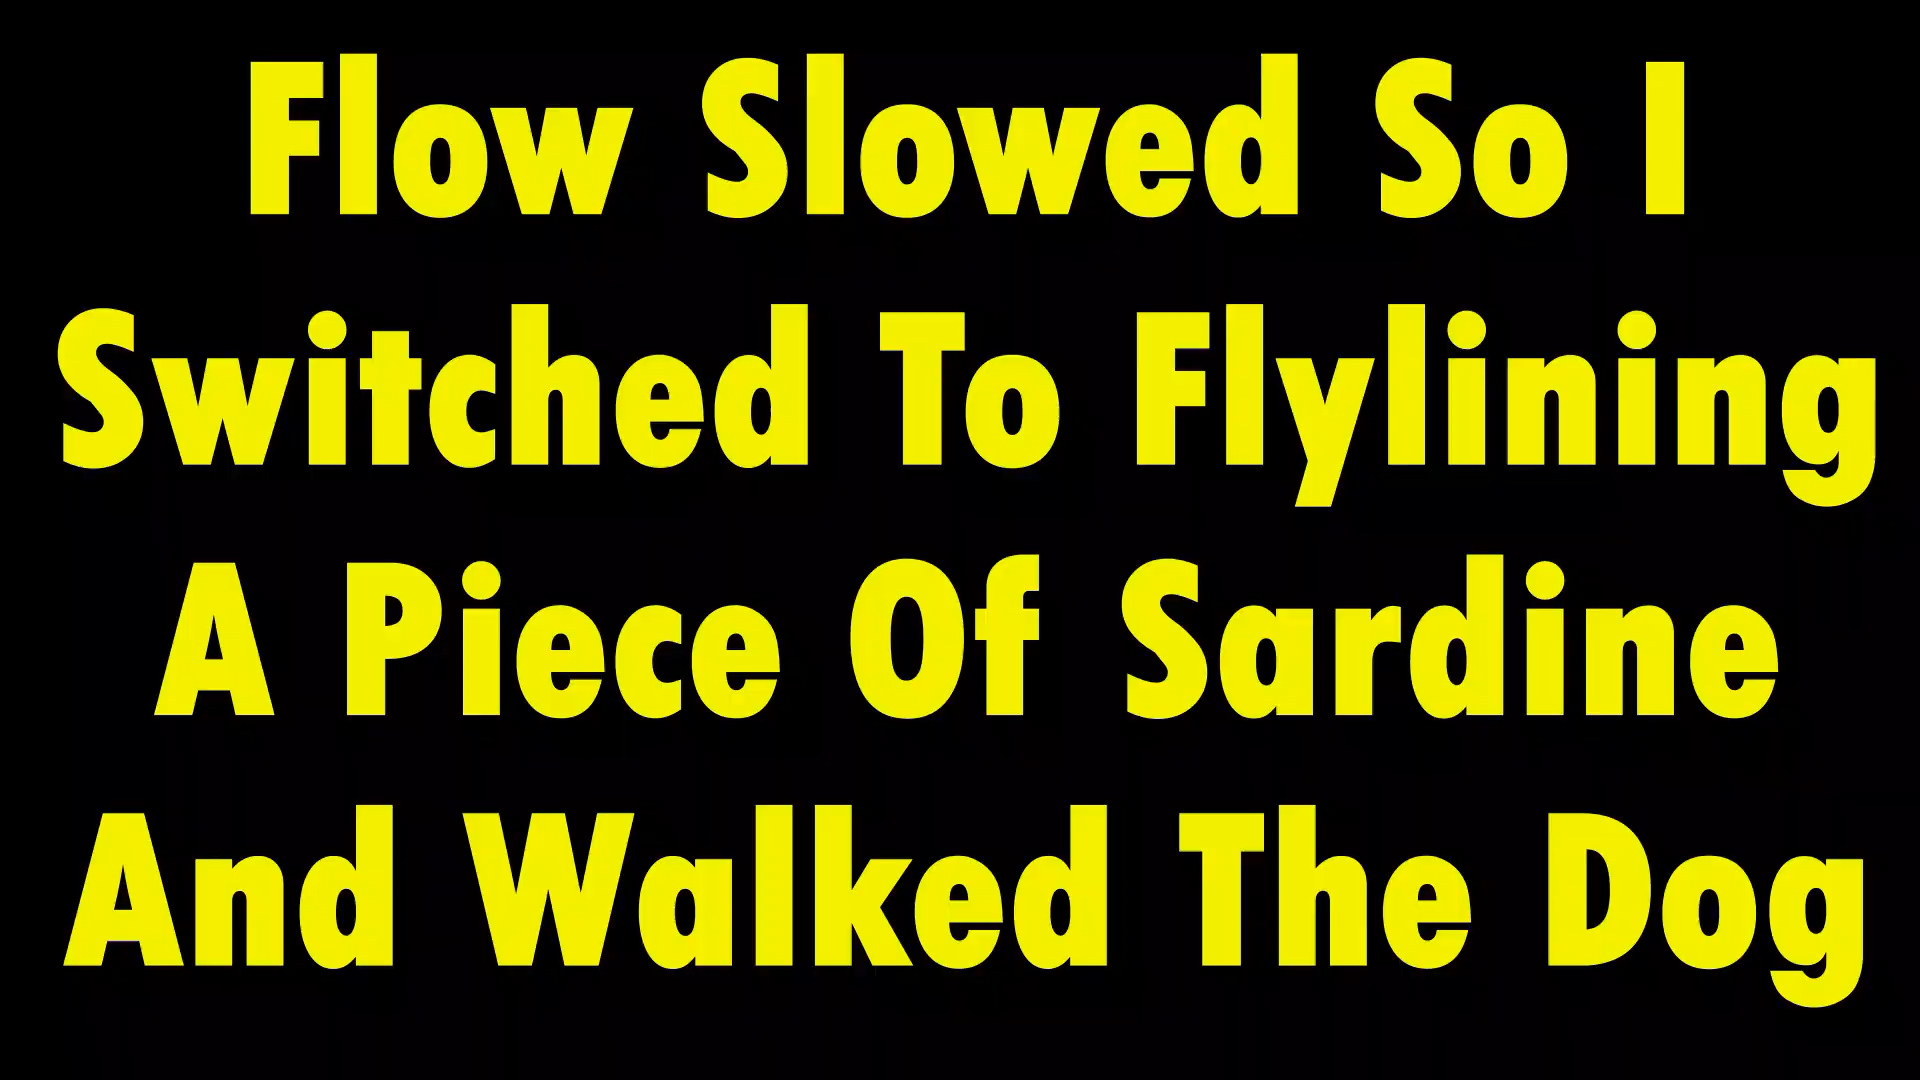 Flow Slowed So I
Switched To Flylining
A Piece Of Sardine
And Walked The Dog